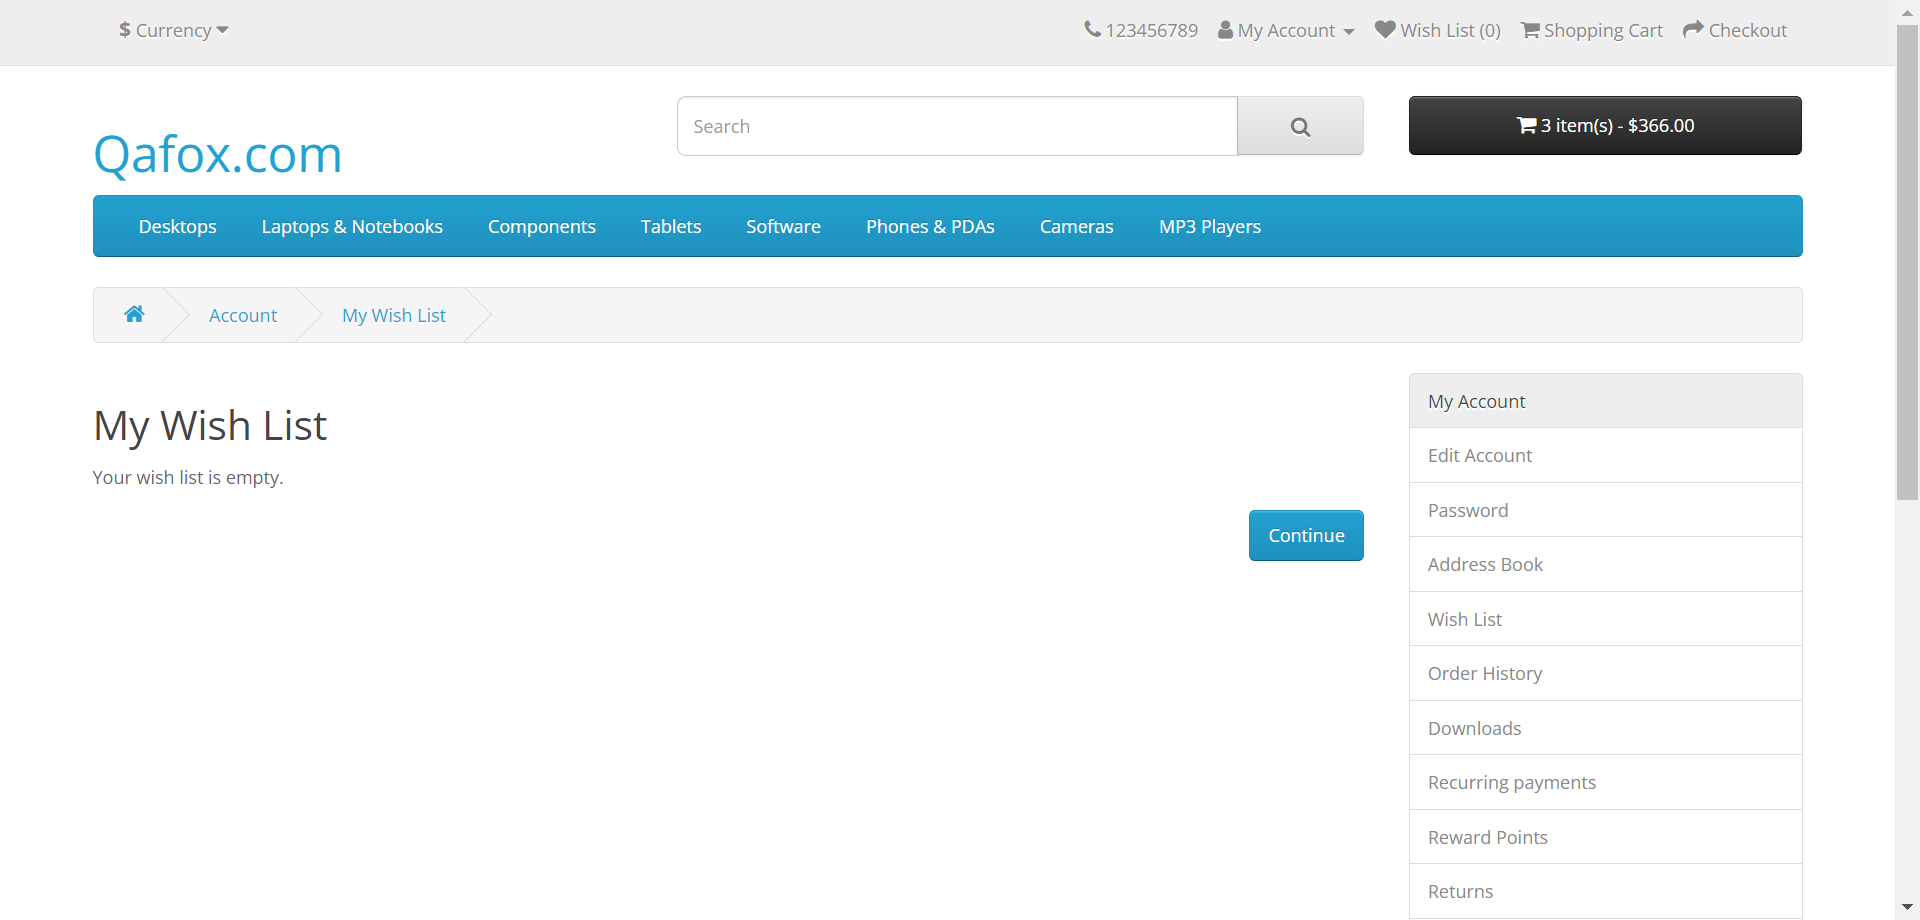 $ Currency
123456789 My Account Wish List (0) Shopping Cart Checkout
Qafox.com
Search
3 item(s) - $366.00
Desktops Laptops & Notebooks Components Tablets Software Phones & PDAs Cameras MP3 Players
Account My Wish List
My Wish List
Your wish list is empty.
Continue
My Account
Edit Account
Password
Address Book
Wish List
Order History
Downloads
Recurring payments
Reward Points
Returns